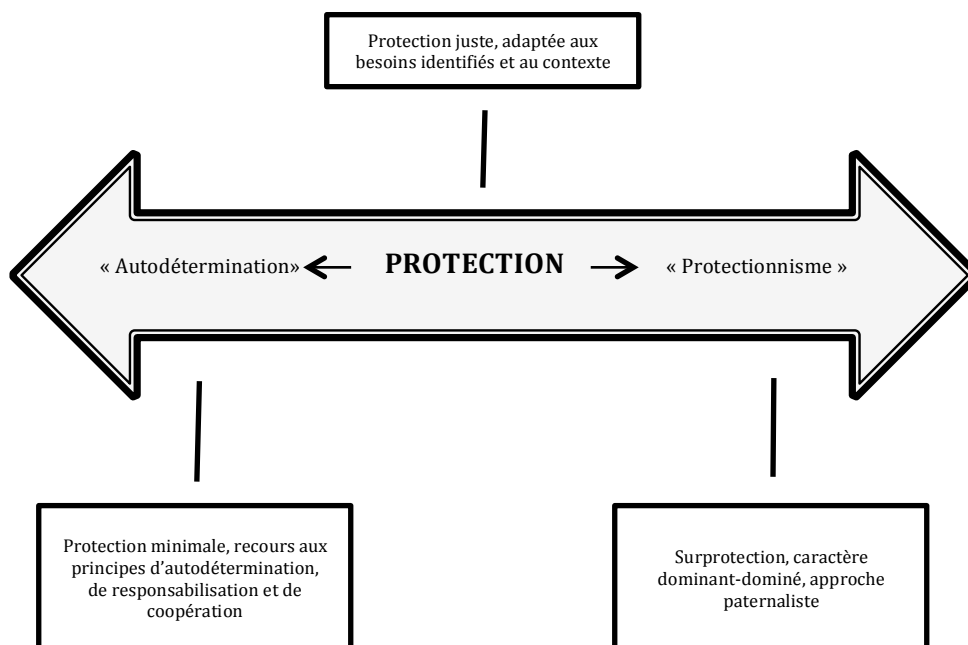 Protection juste, adaptée aux
besoins identifiés et au contexte
« Autodétermination» PROTECTION « Protectionnisme »
Protection minimale, recours aux
principes d’autodétermination,
de responsabilisation et de
coopération
Surprotection, caractère
dominant-dominé, approche
paternaliste